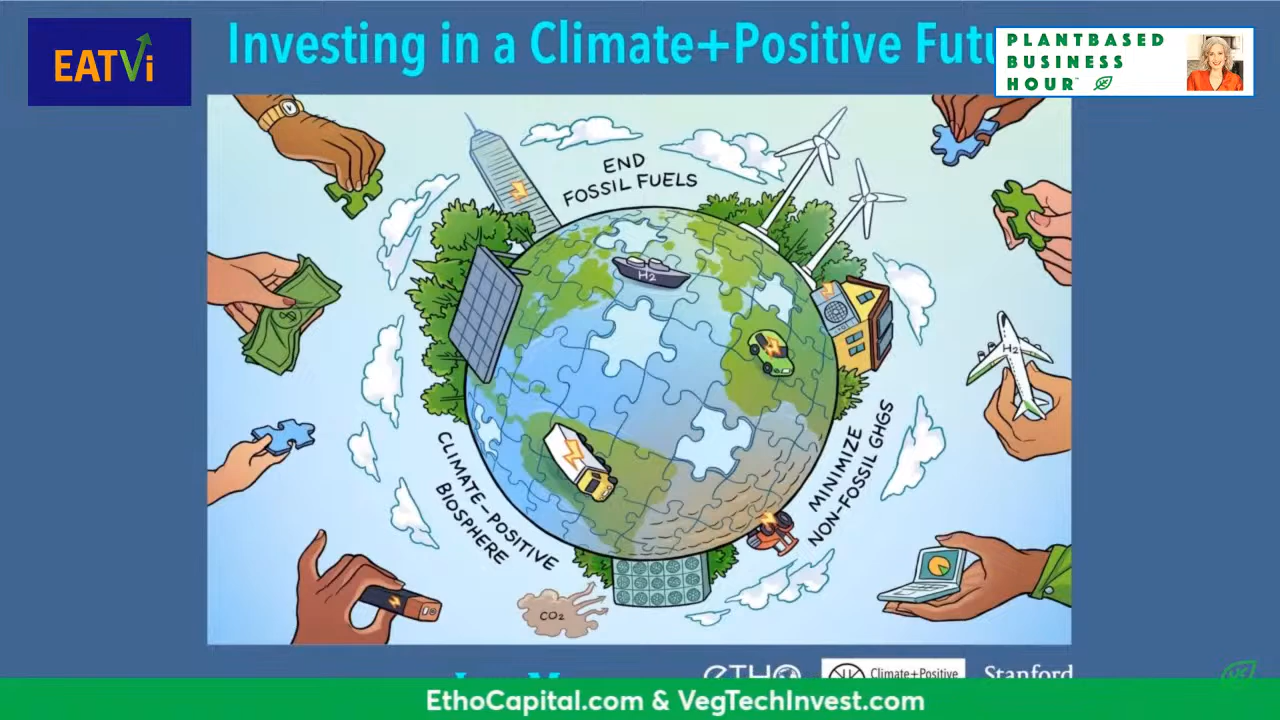 EATVi
Investing in a Climate+Positive Futu
PLANTBASED
BUSINESS
HOUR
END
FOSSIL FUELS
H2
H2
CLIMATE-POSITIVE
BIOSPHERE
MINIMIZE
NON-FOSSIL GHGS
CO2
ETHO
Climate+Positive
Stanford
EthoCapital.com & VegTechInvest.com